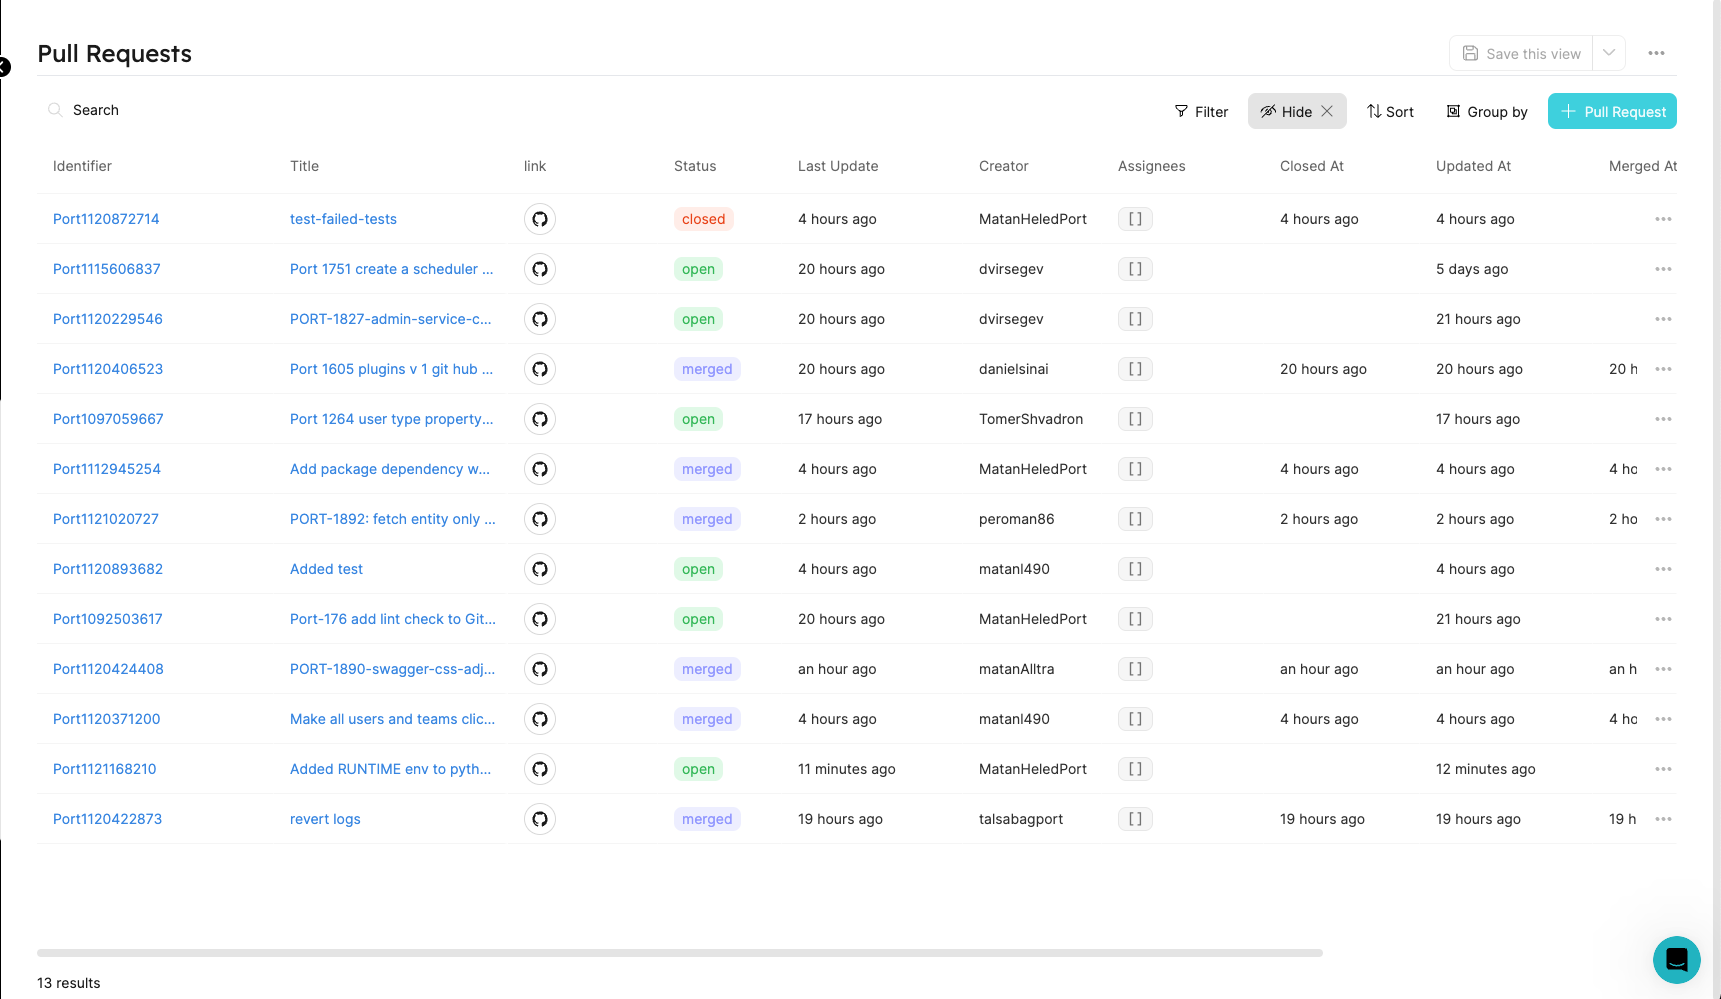 Pull Requests
Save this view
Search
Filter Hide Sort Group by Pull Request
Identifier Title link Status Last Update Creator Assignees Closed At Updated At Merged At
Port1120872714 test-failed-tests closed 4 hours ago MatanHeledPort [] 4 hours ago 4 hours ago
Port1115606837 Port 1751 create a scheduler ... open 20 hours ago dvirsegev [] 5 days ago
Port1120229546 PORT-1827-admin-service-c... open 20 hours ago dvirsegev [] 21 hours ago
Port1120406523 Port 1605 plugins v 1 git hub ... merged 20 hours ago danielsinai [] 20 hours ago 20 hours ago 20 h
Port1097059667 Port 1264 user type property... open 17 hours ago TomerShvadron [] 17 hours ago
Port1112945254 Add package dependency w... merged 4 hours ago MatanHeledPort [] 4 hours ago 4 hours ago 4 ho
Port1121020727 PORT-1892: fetch entity only ... merged 2 hours ago peroman86 [] 2 hours ago 2 hours ago 2 ho
Port1120893682 Added test open 4 hours ago matanl490 [] 4 hours ago
Port1092503617 Port-176 add lint check to Git... open 20 hours ago MatanHeledPort [] 21 hours ago
Port1120424408 PORT-1890-swagger-css-adj... merged an hour ago matanAlltra [] an hour ago an hour ago an h
Port1120371200 Make all users and teams clic... merged 4 hours ago matanl490 [] 4 hours ago 4 hours ago 4 ho
Port1121168210 Added RUNTIME env to pyth... open 11 minutes ago MatanHeledPort [] 12 minutes ago
Port1120422873 revert logs merged 19 hours ago talsabagport [] 19 hours ago 19 hours ago 19 h
13 results